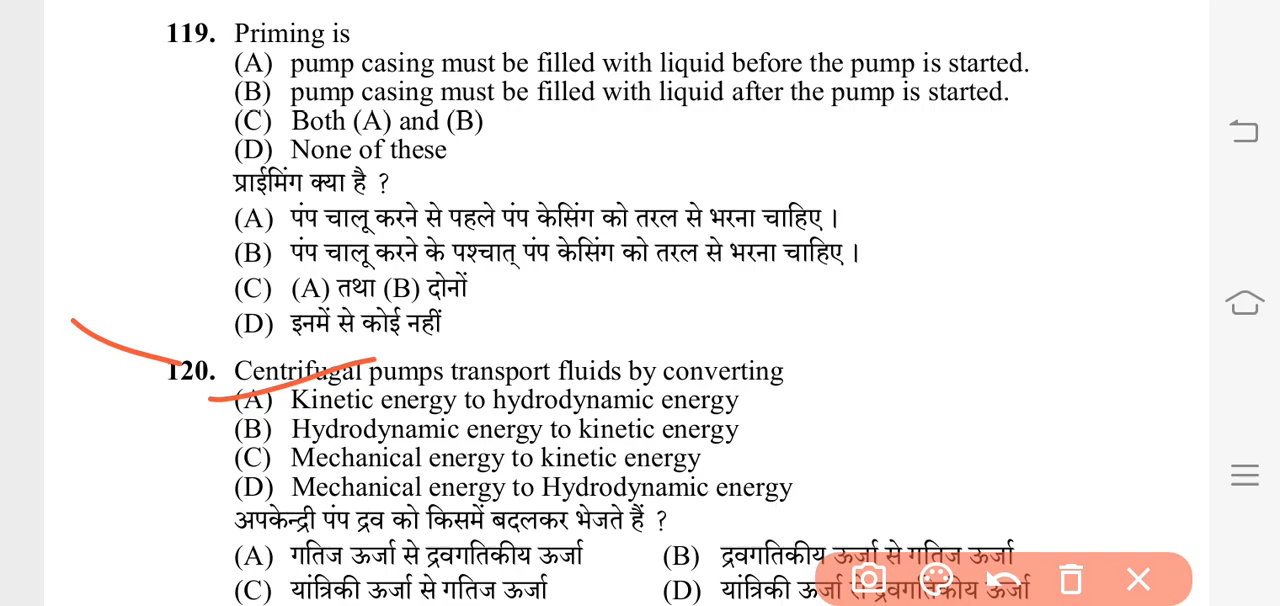 119. Priming is
(A) pump casing must be filled with liquid before the pump is started.
(B) pump casing must be filled with liquid after the pump is started.
(C) Both (A) and (B)
(D) None of these
प्राईमिंग क्या है ?
(A) पंप चालू करने से पहले पंप केसिंग को तरल से भरना चाहिए ।
(B) पंप चालू करने के पश्चात् पंप केसिंग को तरल से भरना चाहिए ।
(C) (A) तथा (B) दोनों
(D) इनमें से कोई नहीं
120. Centrifugal pumps transport fluids by converting
(A) Kinetic energy to hydrodynamic energy
(B) Hydrodynamic energy to kinetic energy
(C) Mechanical energy to kinetic energy
(D) Mechanical energy to Hydrodynamic energy
अपकेन्द्री पंप द्रव को किसमें बदलकर भेजते हैं ?
(A) गतिज ऊर्जा से द्रवगतिकीय ऊर्जा (B) द्रवगतिकीय ऊर्जा से गतिज ऊर्जा
(C) यांत्रिकी ऊर्जा से गतिज ऊर्जा (D) यांत्रिकी ऊर्जा से द्रवगतिकीय ऊर्जा